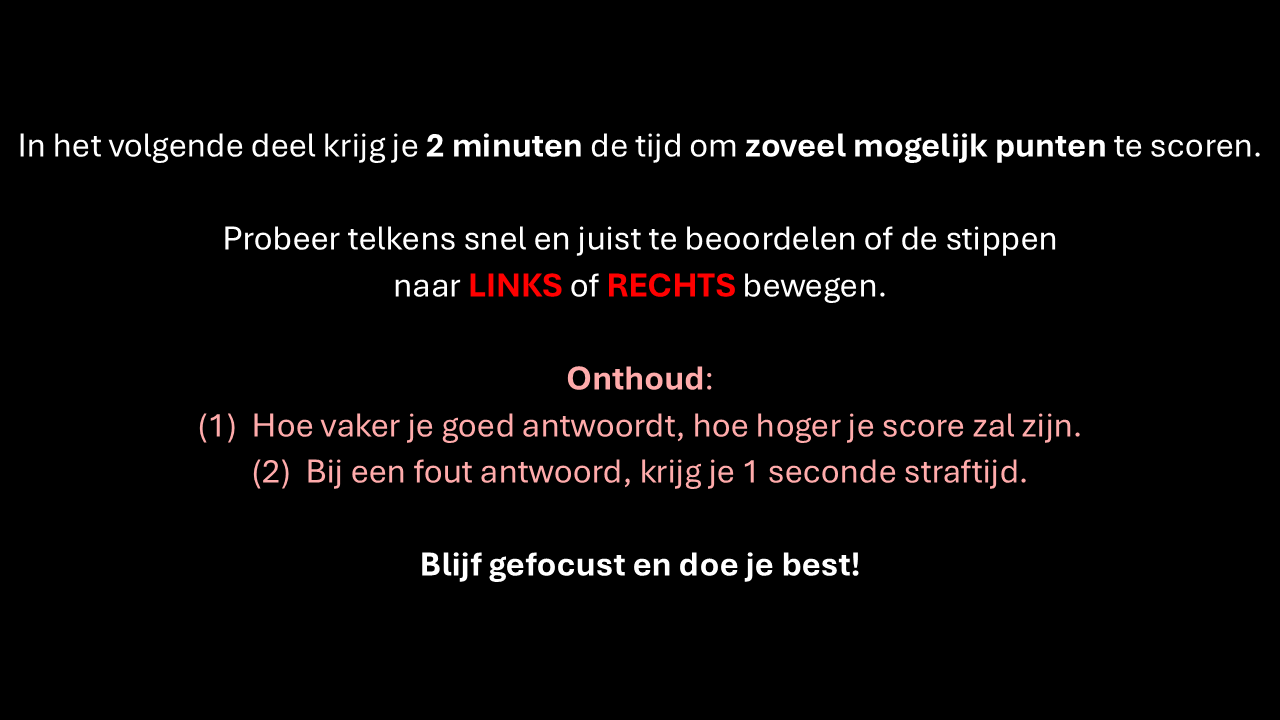 In het volgende deel krijg je 2 minuten de tijd om zoveel mogelijk punten te scoren.
Probeer telkens snel en juist te beoordelen of de stippen
naar LINKS of RECHTS bewegen.
Onthoud:
(1) Hoe vaker je goed antwoordt, hoe hoger je score zal zijn.
(2) Bij een fout antwoord, krijg je 1 seconde straftijd.
Blijf gefocust en doe je best!